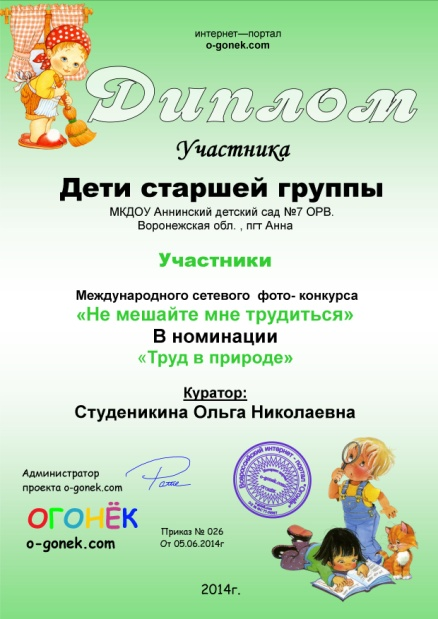 интернет—портал
o-gonek.com
Диплом
Участника
Дети старшей группы
МКДОУ Аннинский детский сад №7 ОРВ.
Воронежская обл. , пгт Анна
Участники
Международного сетевого фото- конкурса
«Не мешайте мне трудиться»
В номинации
«Труд в природе»
Куратор:
Студеникина Ольга Николаевна
Администратор
проекта o-gonek.com
ОГОНЁК
o-gonek.com
Приказ № 026
От 05.06.2014г
2014г.